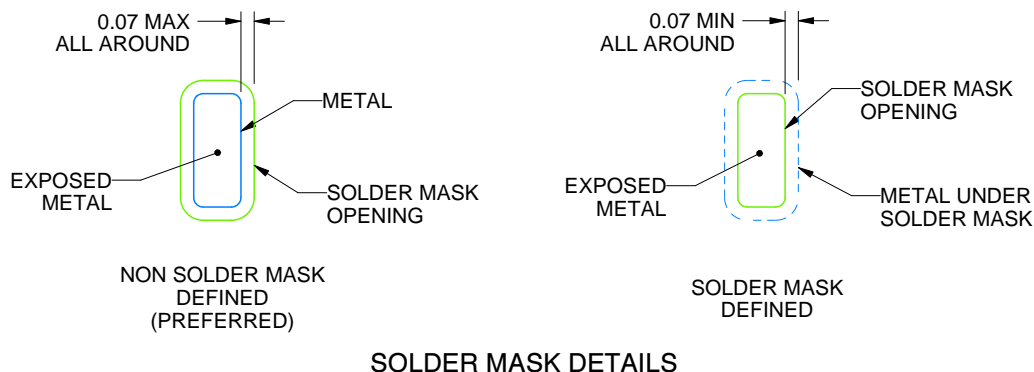 0.07 MAX
ALL AROUND
METAL
EXPOSED
METAL
SOLDER MASK
OPENING
NON SOLDER MASK
DEFINED
(PREFERRED)
0.07 MIN
ALL AROUND
SOLDER MASK
OPENING
EXPOSED
METAL
METAL UNDER
SOLDER MASK
SOLDER MASK
DEFINED
SOLDER MASK DETAILS